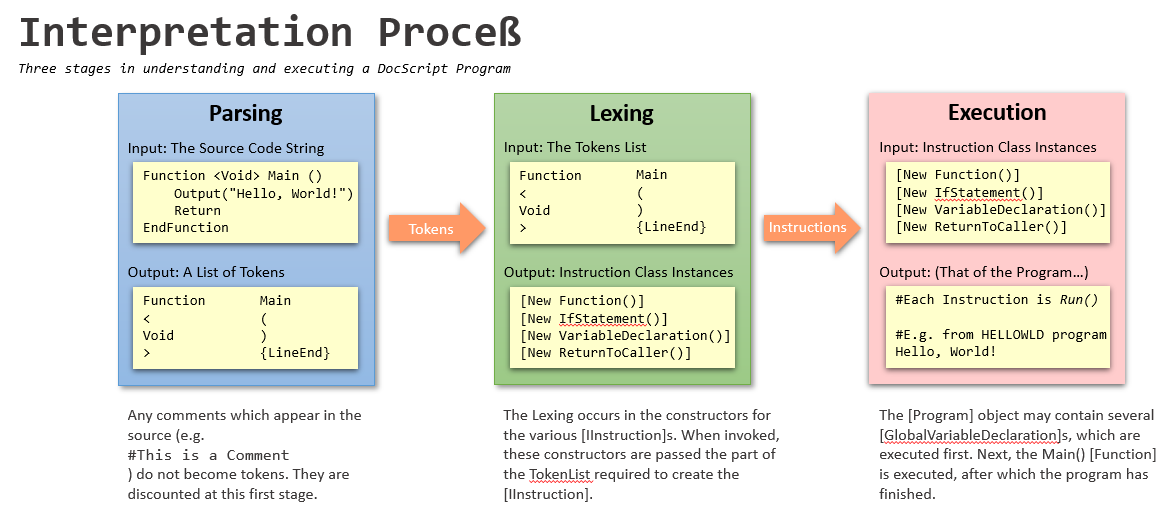 Interpretation Proceß
Three stages in understanding and executing a DocScript Program
Parsing
Input: The Source Code String
Function <Void> Main ()
Output("Hello, World!")
Return
EndFunction
Output: A List of Tokens
Function Main
< (
Void )
> {LineEnd}
Any comments which appear in the
source (e.g.
#This is a Comment
) do not become tokens. They are
discounted at this first stage.
Tokens
Lexing
Input: The Tokens List
Function Main
< (
Void )
> {LineEnd}
Output: Instruction Class Instances
[New Function()]
[New IfStatement()]
[New VariableDeclaration()]
[New ReturnToCaller()]
The Lexing occurs in the constructors for
the various [IInstruction]s. When invoked,
these constructors are passed the part of
the TokenList required to create the
[IInstruction].
Instructions
Execution
Input: Instruction Class Instances
[New Function()]
[New IfStatement()]
[New VariableDeclaration()]
[New ReturnToCaller()]
Output: (That of the Program…)
#Each Instruction is Run()
#E.g. from HELLOWLD program
Hello, World!
The [Program] object may contain several
[GlobalVariableDeclaration]s, which are
executed first. Next, the Main() [Function]
is executed, after which the program has
finished.